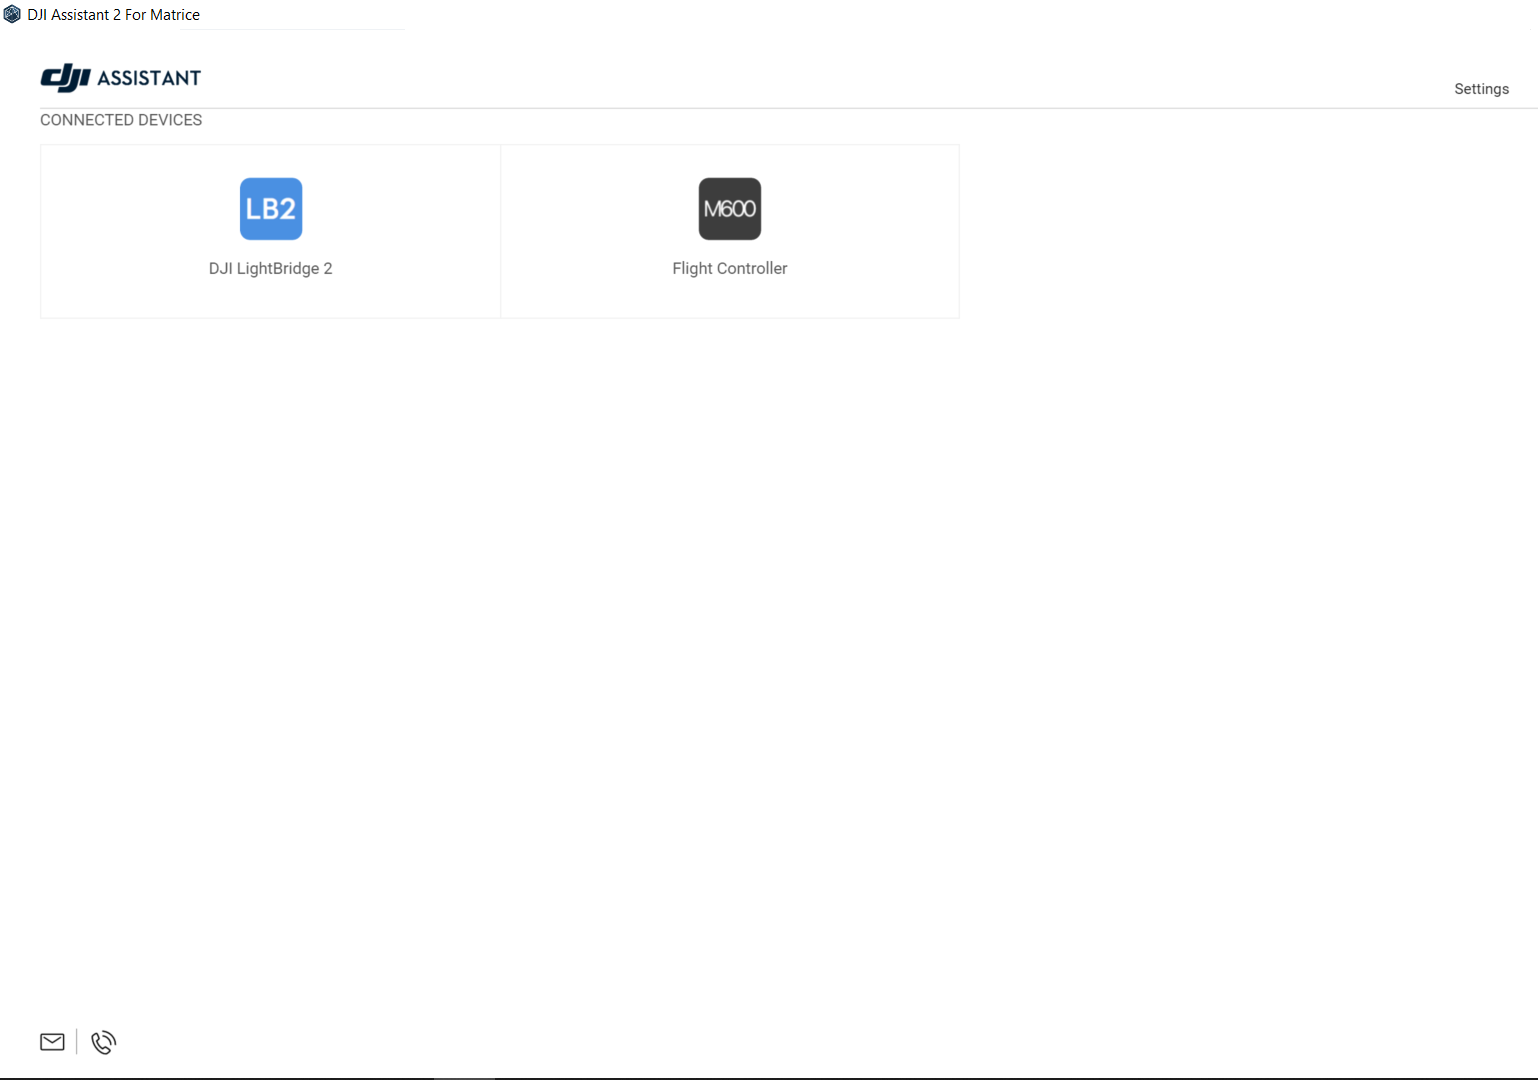 DJI Assistant 2 For Matrice
dji ASSISTANT
Settings
CONNECTED DEVICES
LB2
M600
DJI LightBridge 2
Flight Controller